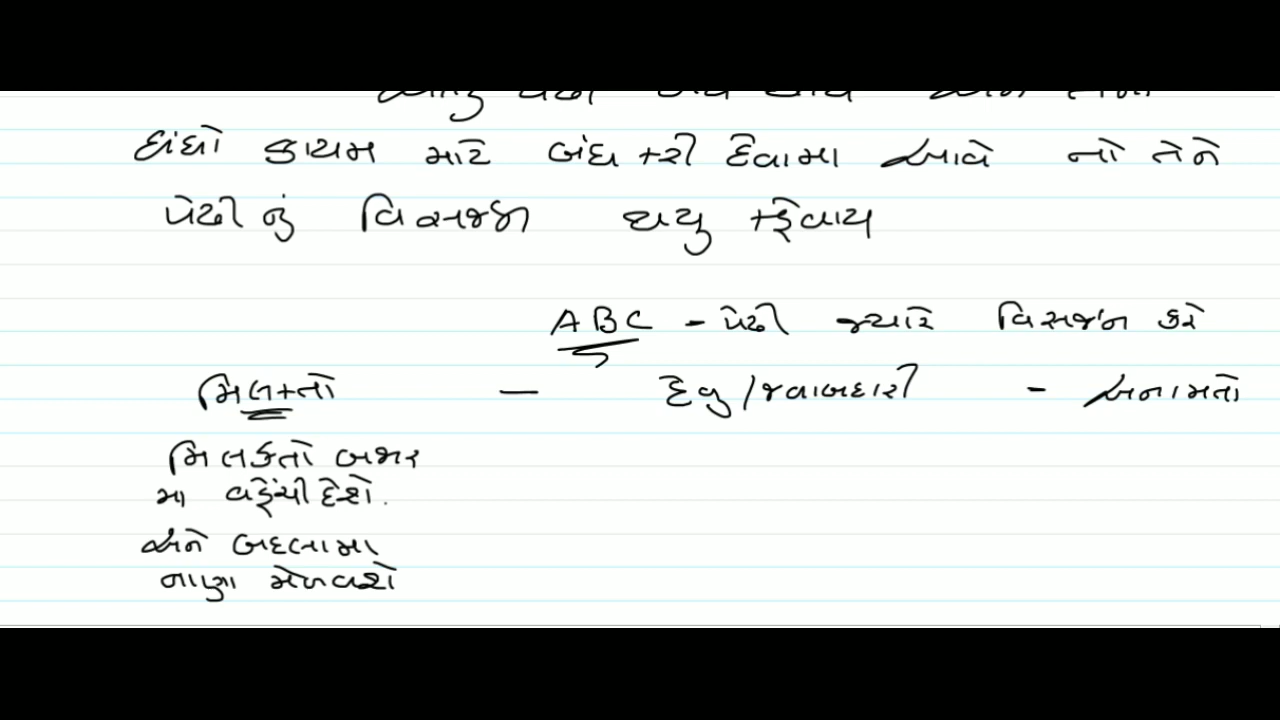 ધંધો કાયમ માટે બંધ કરી દેવામા આવે તો તેને
પેઢી નું વિસર્જન થયુ કહેવાય
ABC - પેઢી જ્યારે વિસર્જન કરે
મિલકતો - દેવુ/જવાબદારી - અનામતો
મિલકતો બજાર
મા વહેંચી દેશે.
અને બદલામા
નાણા મેળવશે